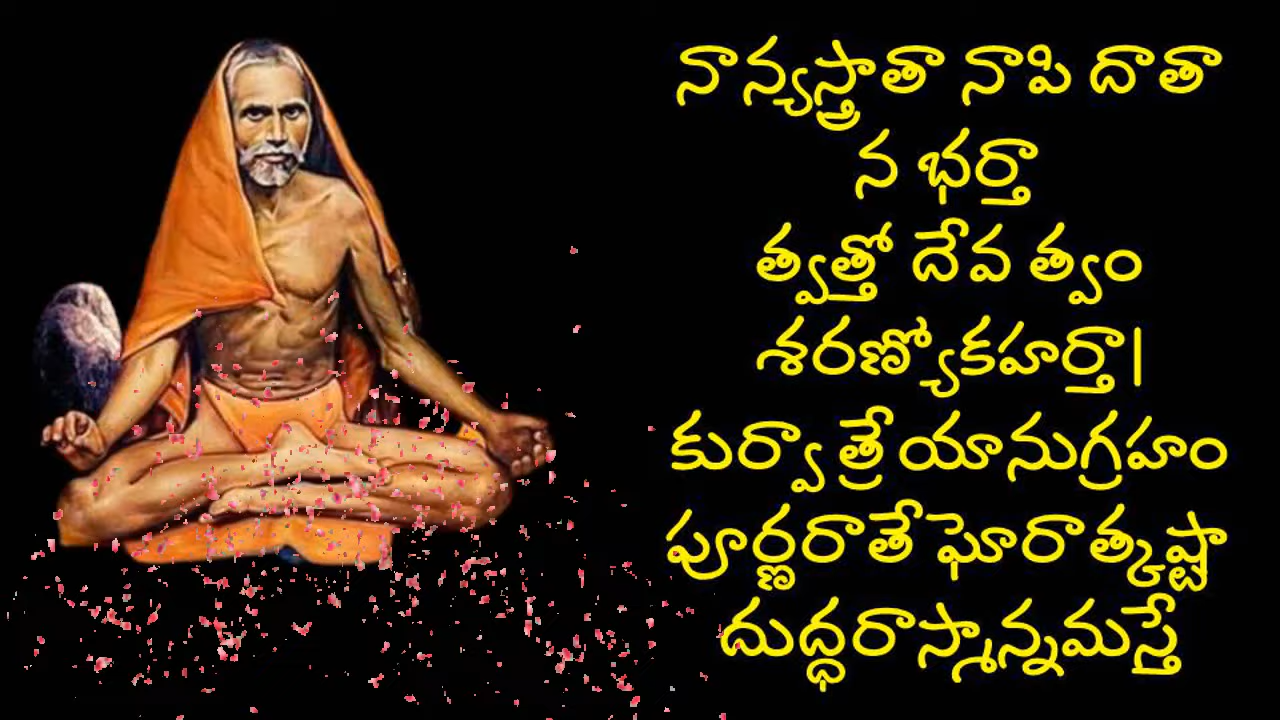 నాన్యస్త్రాతా నాపి దాతా
న భర్తా
త్వత్తో దేవ త్వం
శరణ్యోకహర్తా|
కుర్వా త్రేయానుగ్రహం
పూర్ణరాతే ఘోరాత్కష్టా
దుద్ధరాస్మాన్నమస్తే